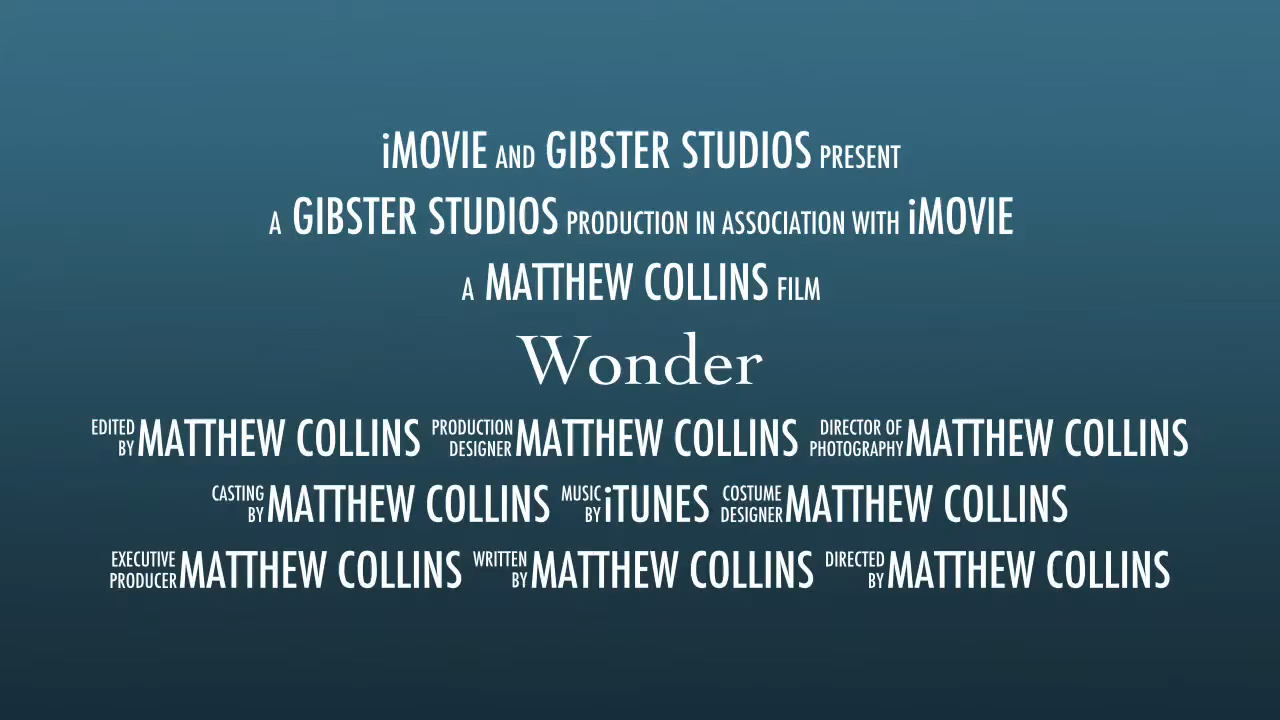 iMOVIE AND GIBSTER STUDIOS PRESENT
A GIBSTER STUDIOS PRODUCTION IN ASSOCIATION WITH iMOVIE
A MATTHEW COLLINS FILM
Wonder
EDITED BY MATTHEW COLLINS PRODUCTION DESIGNER MATTHEW COLLINS DIRECTOR OF PHOTOGRAPHY MATTHEW COLLINS
CASTING BY MATTHEW COLLINS MUSIC BY iTUNES COSTUME DESIGNER MATTHEW COLLINS
EXECUTIVE PRODUCER MATTHEW COLLINS WRITTEN BY MATTHEW COLLINS DIRECTED BY MATTHEW COLLINS